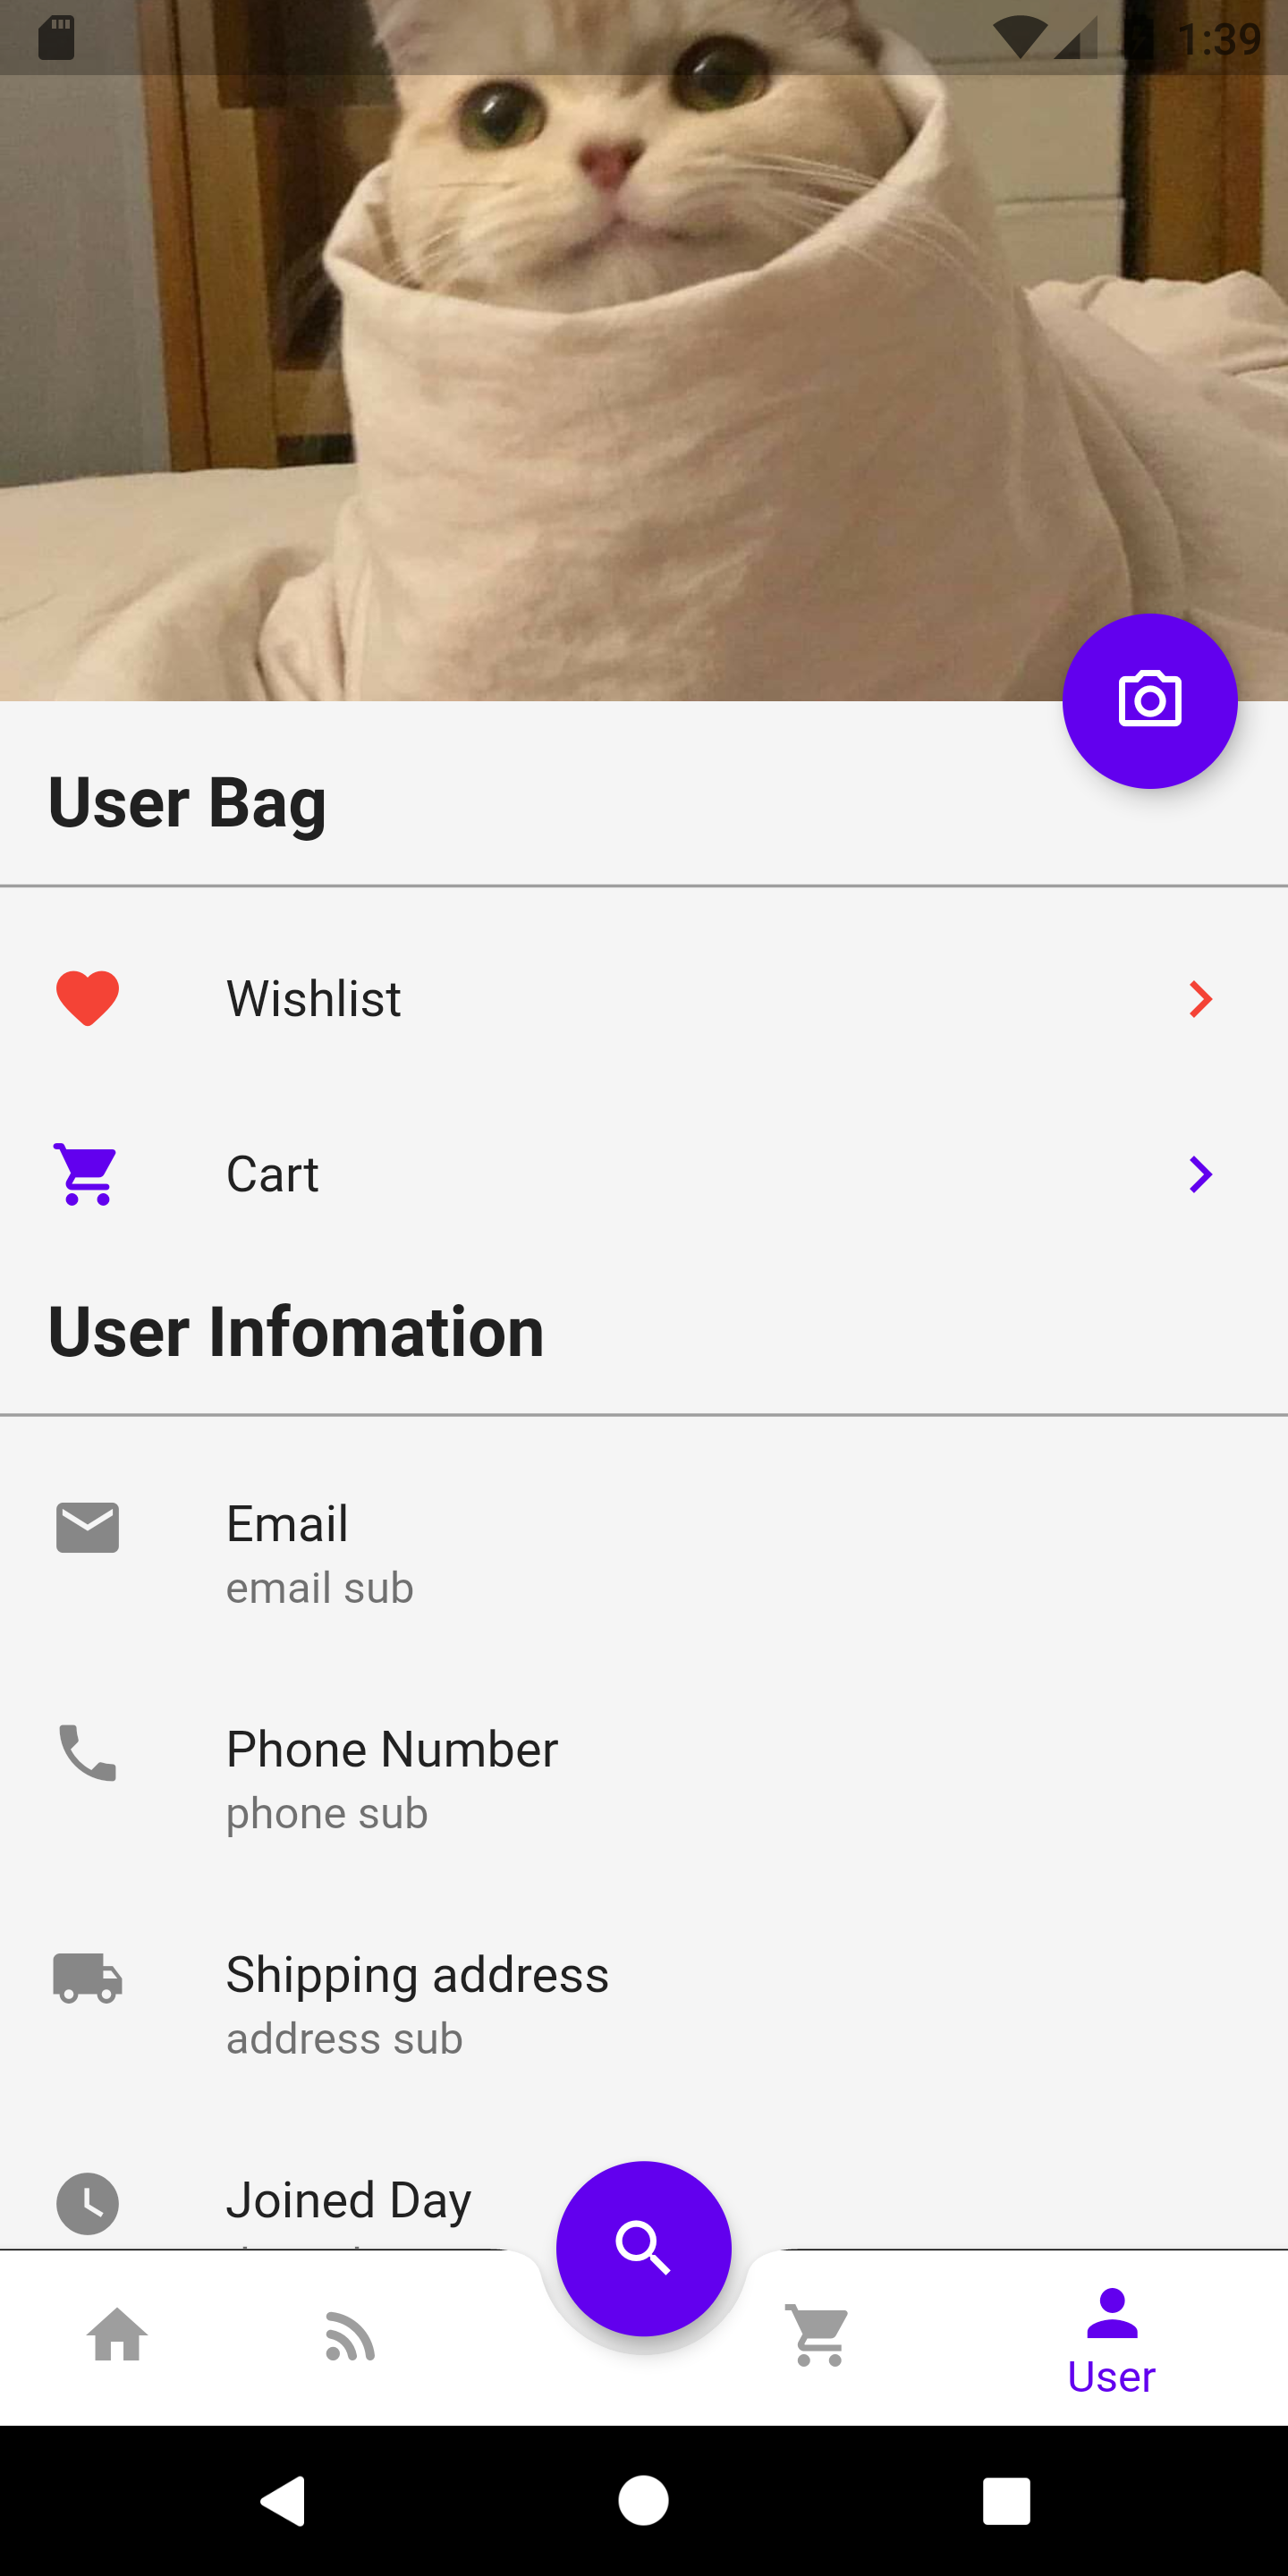 1:39
User Bag
Wishlist
Cart
User Infomation
Email
email sub
Phone Number
phone sub
Shipping address
address sub
Joined Day
User